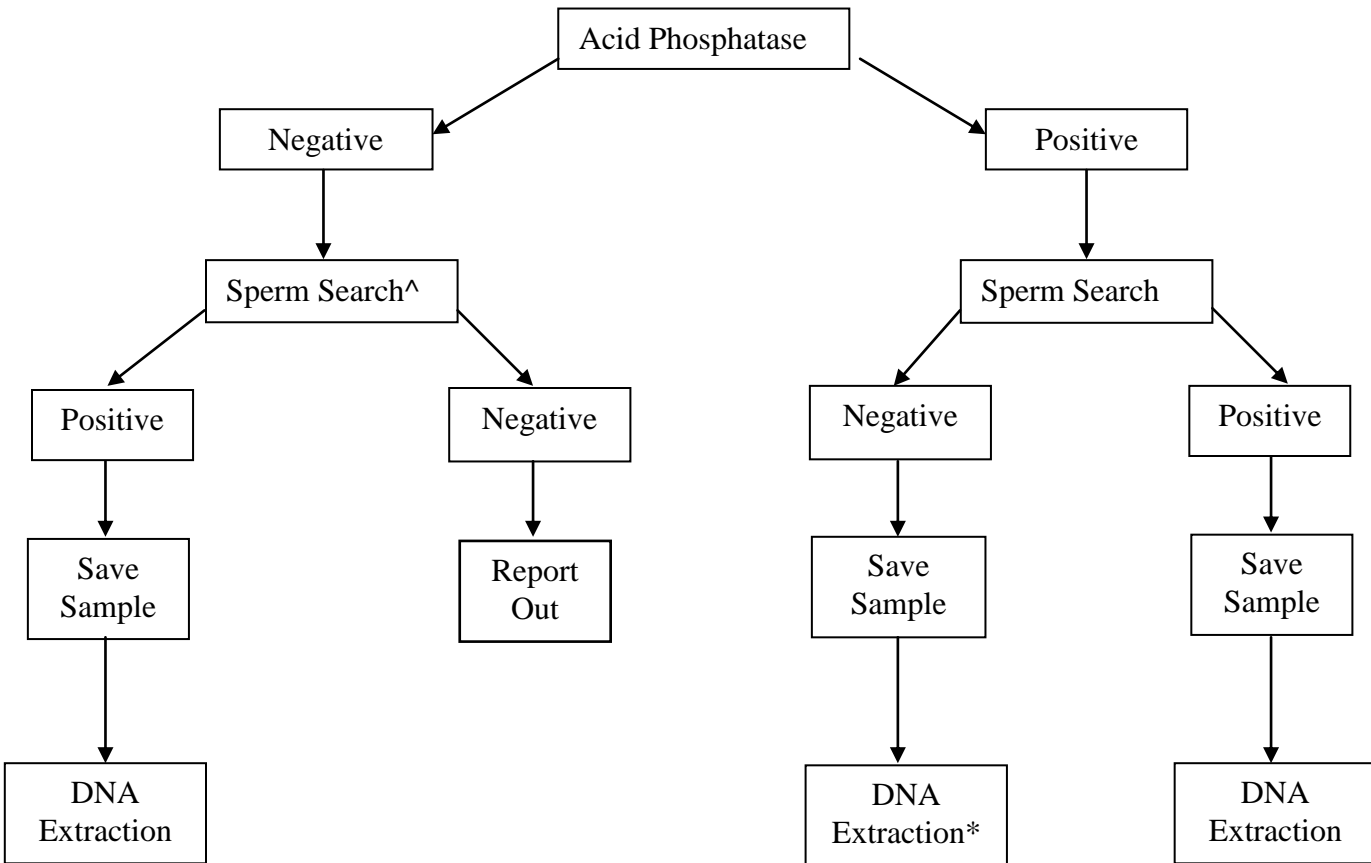 Acid Phosphatase
Negative
Positive
Sperm Search^
Sperm Search
Positive
Negative
Negative
Positive
Save
Sample
Report
Out
Save
Sample
Save
Sample
DNA
Extraction
DNA
Extraction*
DNA
Extraction